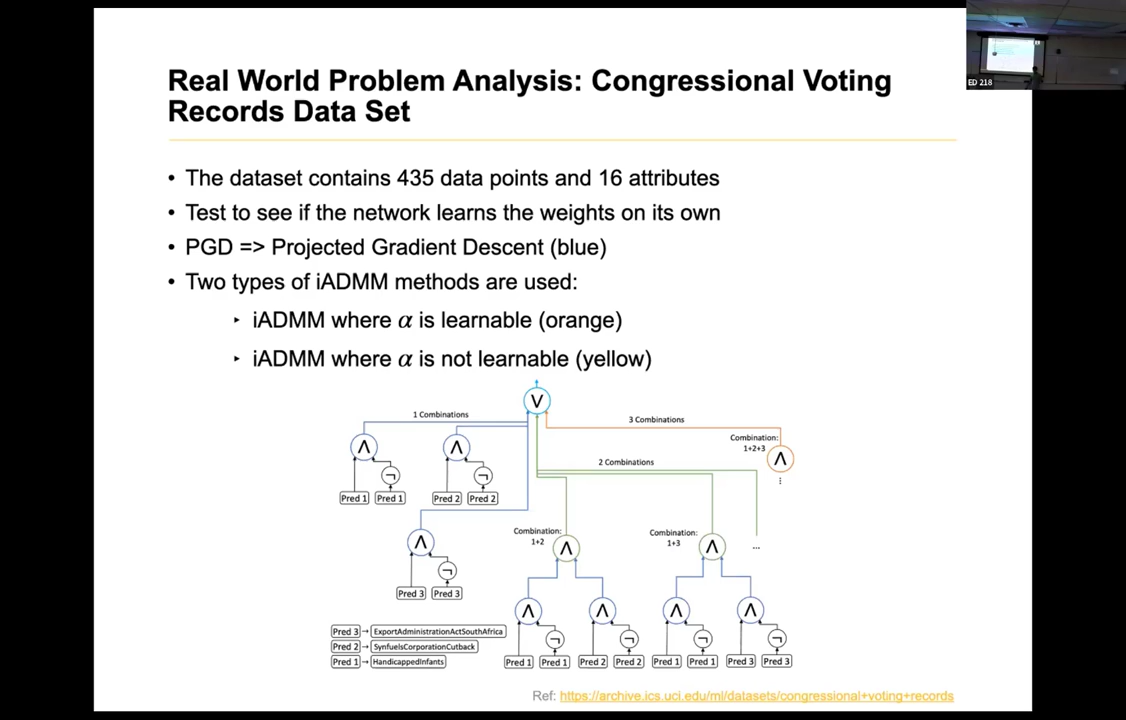 Real World Problem Analysis: Congressional Voting
Records Data Set
ED 218
• The dataset contains 435 data points and 16 attributes
• Test to see if the network learns the weights on its own
• PGD => Projected Gradient Descent (blue)
• Two types of iADMM methods are used:
‣ iADMM where α is learnable (orange)
‣ iADMM where α is not learnable (yellow)
V
1 Combinations
3 Combinations
Combination:
1+2+3
Λ
Λ
Λ
⋮
2 Combinations
¬
¬
Pred 1 Pred 1
Pred 2 Pred 2
Λ
¬
Pred 3 Pred 3
Combination:
1+2
Λ
Combination:
1+3
Λ
...
Λ
Λ
Λ
Λ
¬
¬
¬
¬
Pred 1 Pred 1 Pred 2 Pred 2 Pred 1 Pred 1 Pred 3 Pred 3
Pred 3 → ExportAdministrationActSouthAfrica
Pred 2 → SynfuelsCorporationCutback
Pred 1 → HandicappedInfants
Ref: https://archive.ics.uci.edu/ml/datasets/congressional+voting+records